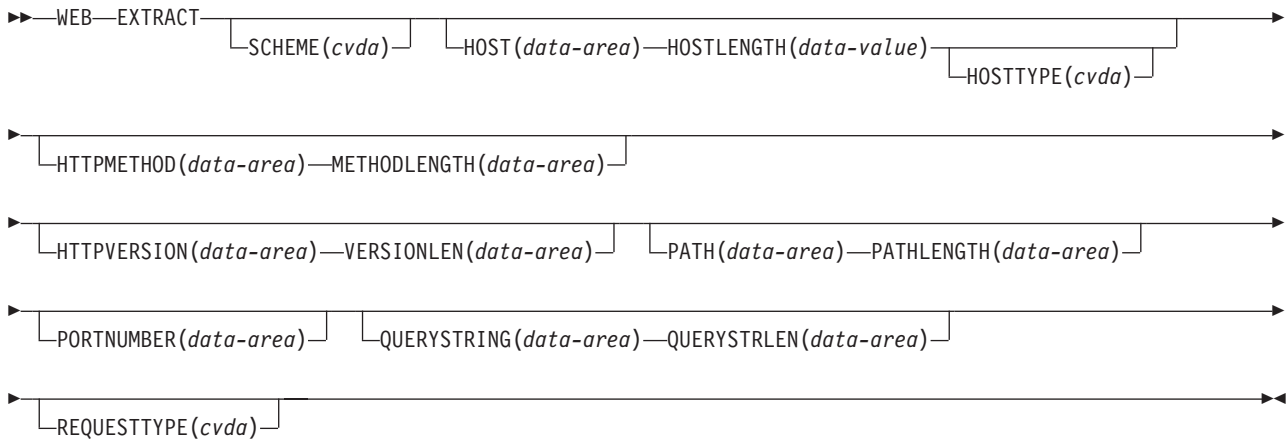 WEB EXTRACT
SCHEME(cvda) HOST(data-area) HOSTLENGTH(data-value)
HOSTTYPE(cvda)
HTTPMETHOD(data-area) METHODLENGTH(data-area)
HTTPVERSION(data-area) VERSIONLEN(data-area) PATH(data-area) PATHLENGTH(data-area)
PORTNUMBER(data-area) QUERYSTRING(data-area) QUERYSTRLEN(data-area)
REQUESTTYPE(cvda)